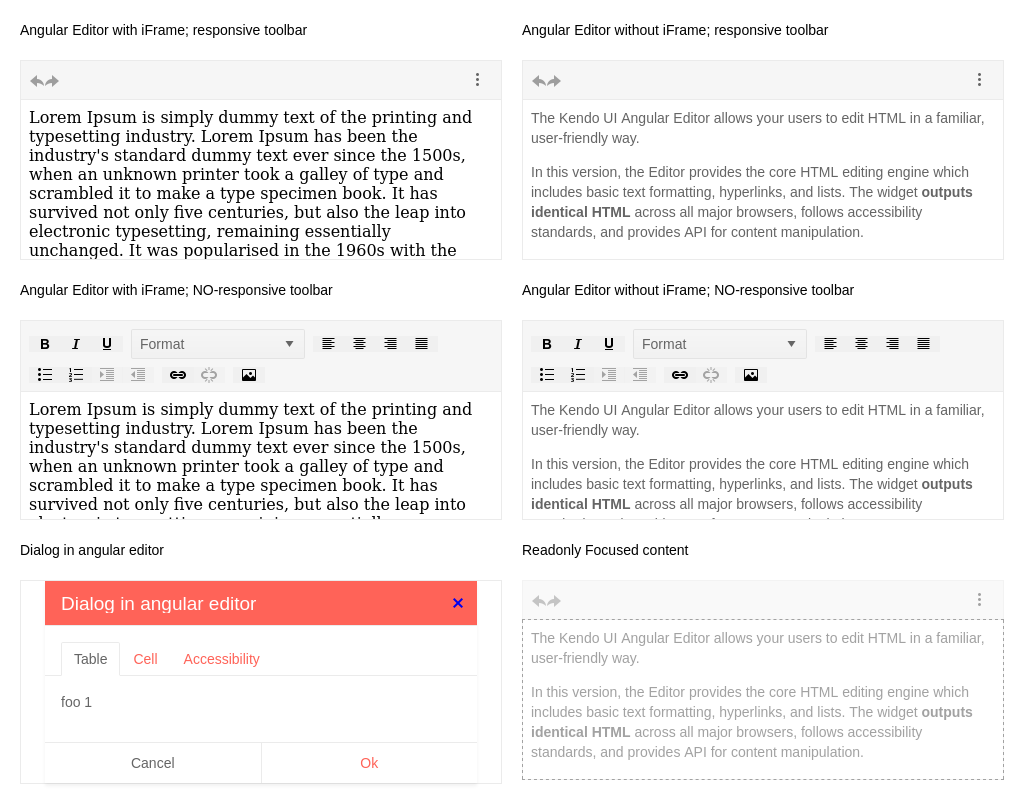 Angular Editor with iFrame; responsive toolbar
Lorem Ipsum is simply dummy text of the printing and
typesetting industry. Lorem Ipsum has been the
industry's standard dummy text ever since the 1500s,
when an unknown printer took a galley of type and
scrambled it to make a type specimen book. It has
survived not only five centuries, but also the leap into
electronic typesetting, remaining essentially
unchanged. It was popularised in the 1960s with the
Angular Editor without iFrame; responsive toolbar
The Kendo UI Angular Editor allows your users to edit HTML in a familiar,
user-friendly way.
In this version, the Editor provides the core HTML editing engine which
includes basic text formatting, hyperlinks, and lists. The widget outputs
identical HTML across all major browsers, follows accessibility
standards, and provides API for content manipulation.
Angular Editor with iFrame; NO-responsive toolbar
B I U Format
Lorem Ipsum is simply dummy text of the printing and
typesetting industry. Lorem Ipsum has been the
industry's standard dummy text ever since the 1500s,
when an unknown printer took a galley of type and
scrambled it to make a type specimen book. It has
survived not only five centuries, but also the leap into
Angular Editor without iFrame; NO-responsive toolbar
B I U Format
The Kendo UI Angular Editor allows your users to edit HTML in a familiar,
user-friendly way.
In this version, the Editor provides the core HTML editing engine which
includes basic text formatting, hyperlinks, and lists. The widget outputs
identical HTML across all major browsers, follows accessibility
Dialog in angular editor
Dialog in angular editor
Table Cell Accessibility
foo 1
Cancel Ok
Readonly Focused content
The Kendo UI Angular Editor allows your users to edit HTML in a familiar,
user-friendly way.
In this version, the Editor provides the core HTML editing engine which
includes basic text formatting, hyperlinks, and lists. The widget outputs
identical HTML across all major browsers, follows accessibility
standards, and provides API for content manipulation.